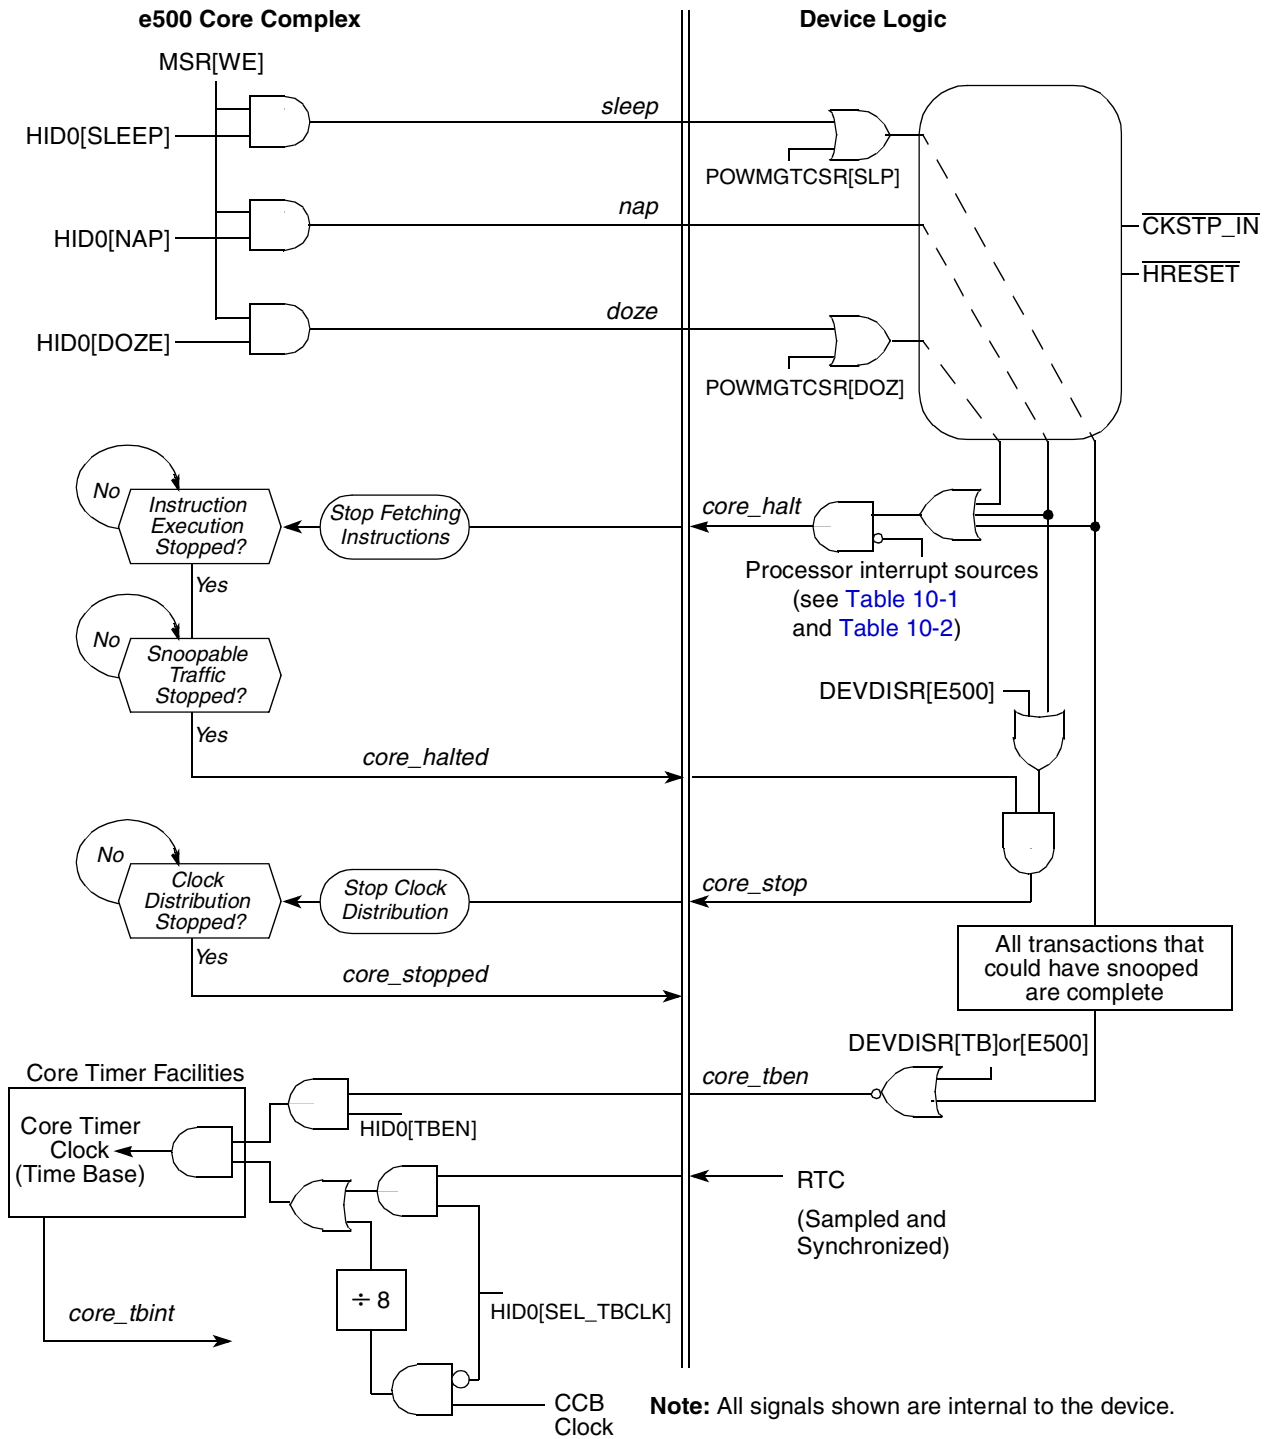 e500 Core Complex
Device Logic
MSR[WE]
sleep
HID0[SLEEP]
POWMGTCSR[SLP]
nap
HID0[NAP]
CKSTP_IN
HRESET
doze
HID0[DOZE]
POWMGTCSR[DOZ]
No
Instruction
Execution
Stopped?
Stop Fetching
Instructions
core_halt
Processor interrupt sources
(see Table 10-1
and Table 10-2)
Yes
No
Snoopable
Traffic
Stopped?
DEVDISR[E500]
Yes
core_halted
No
Clock
Distribution
Stopped?
Stop Clock
Distribution
core_stop
Yes
core_stopped
All transactions that
could have snooped
are complete
DEVDISR[TB]or[E500]
Core Timer Facilities
core_tben
Core Timer
Clock
(Time Base)
HID0[TBEN]
RTC
(Sampled and
Synchronized)
÷ 8
HID0[SEL_TBCLK]
core_tbint
CCB
Clock
Note: All signals shown are internal to the device.